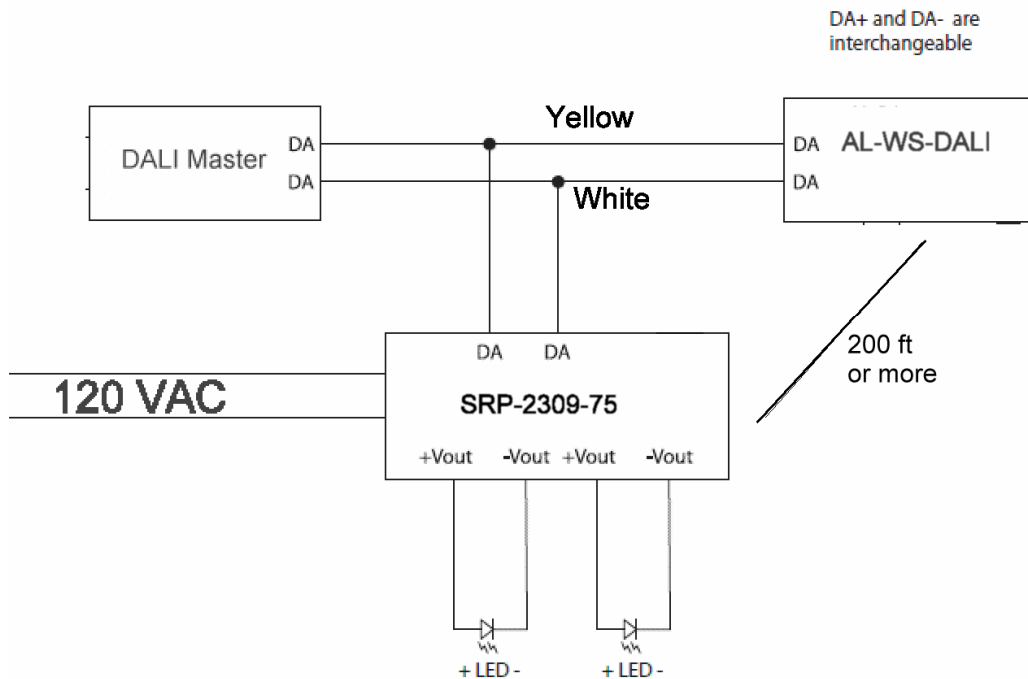 DA+ and DA- are
interchangeable
Yellow
DALI Master
DA
DA
DA
DA
AL-WS-DALI
White
DA DA
200 ft
or more
120 VAC
SRP-2309-75
+Vout -Vout +Vout -Vout
+ LED - + LED -